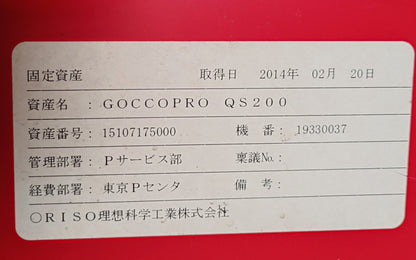 固定資産 取得日 2014年 02月 20日
資産名 : GOCCOPRO QS200
資産番号 : 15107175000 機番 : 19330037
管理部署 : Pサービス部 稟議No. :
経費部署 : 東京Pセンタ 備考 :
○RISO理想科学工業株式会社